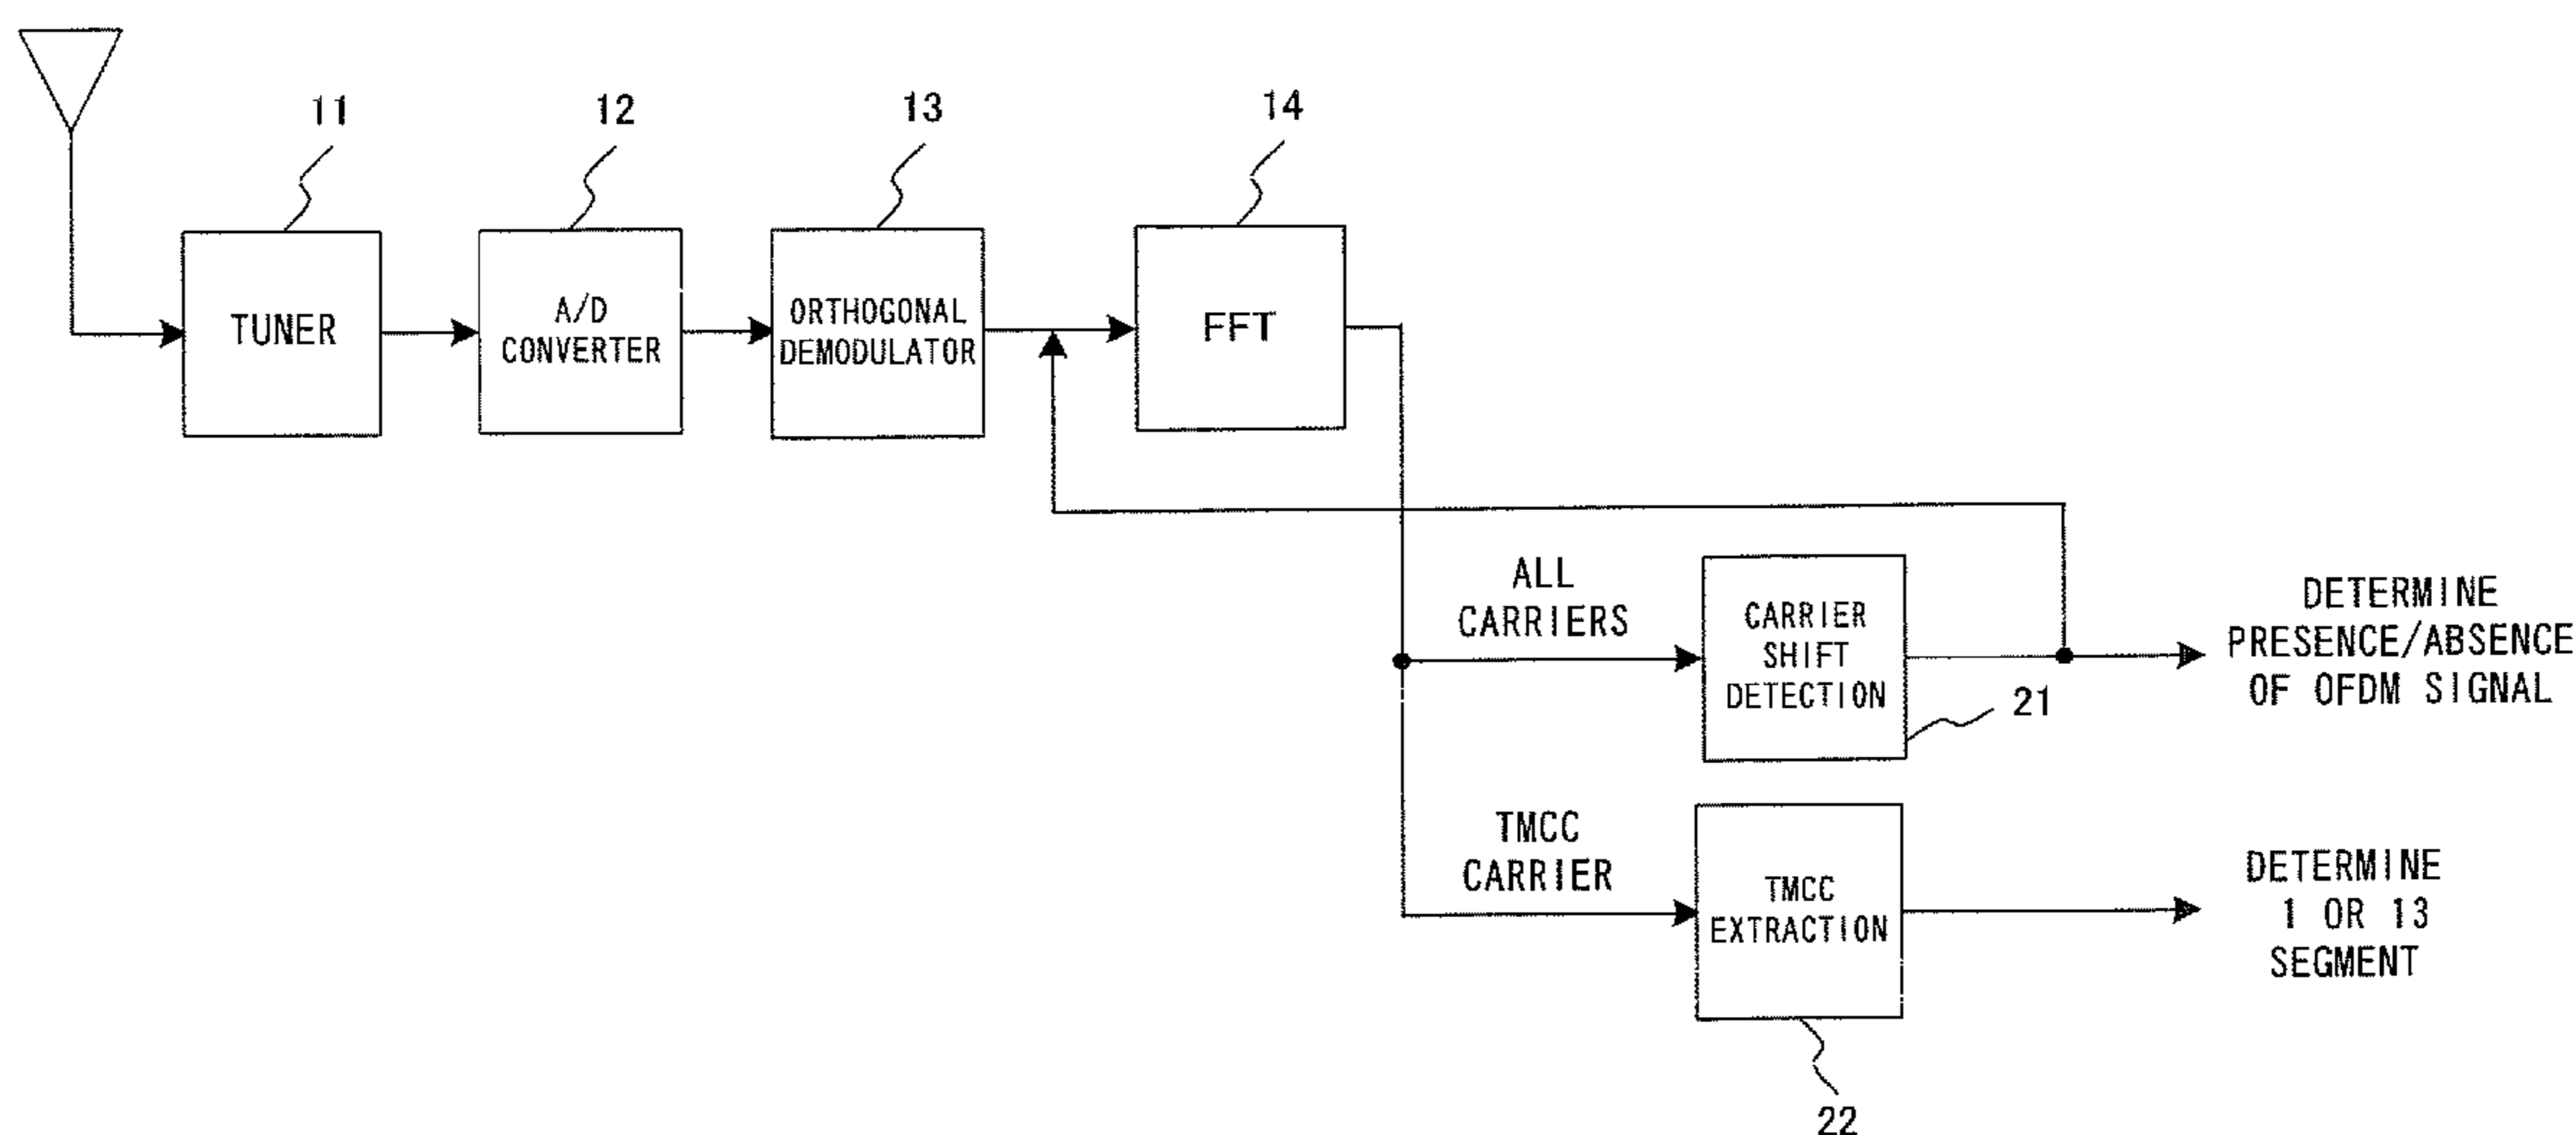 11
12
13
14
TUNER
A/D
CONVERTER
ORTHOGONAL
DEMODULATOR
FFT
ALL
CARRIERS
CARRIER
SHIFT
DETECTION
21
DETERMINE
PRESENCE/ABSENCE
OF OFDM SIGNAL
TMCC
CARRIER
TMCC
EXTRACTION
22
DETERMINE
1 OR 13
SEGMENT